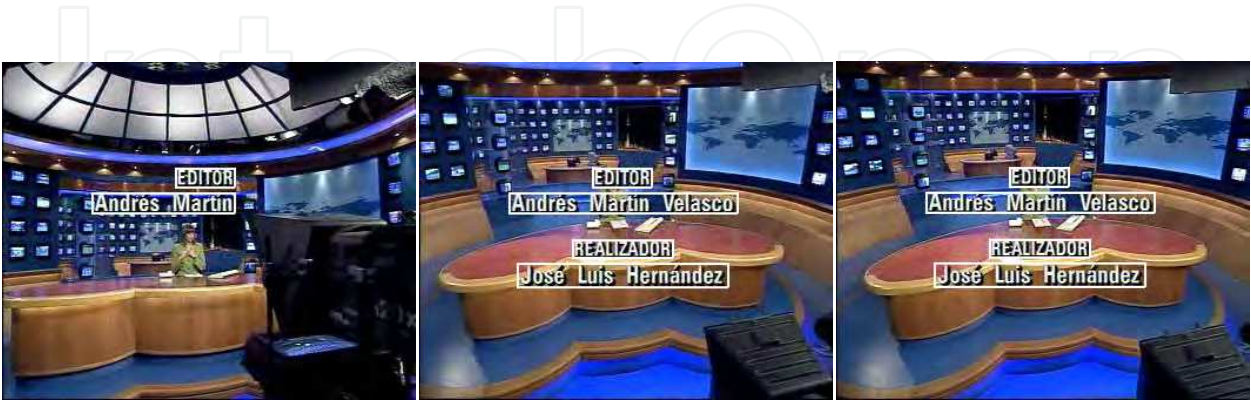 EDITOR
Andrés Martín
EDITOR
Andrés Martín Velasco
REALIZADOR
José Luis Hernández
EDITOR
Andrés Martín Velasco
REALIZADOR
José Luis Hernández